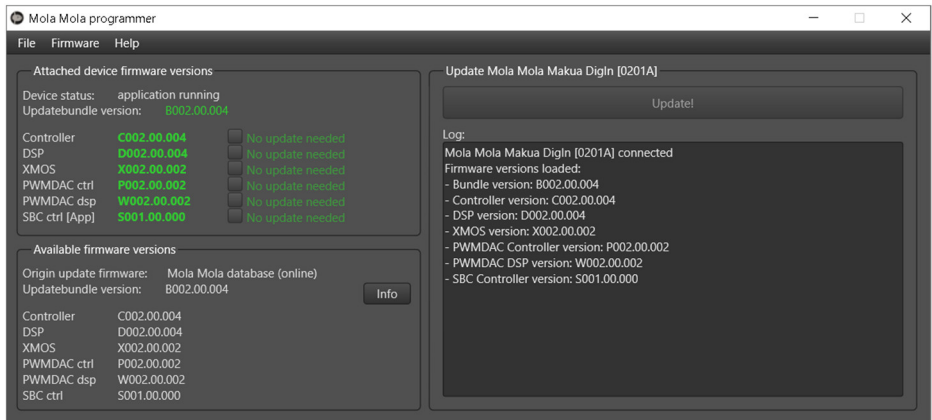 Mola Mola programmer
File Firmware Help
Attached device firmware versions
Device status: application running
Updatebundle version: B002.00.004
Controller C002.00.004 No update needed
DSP D002.00.004 No update needed
XMOS X002.00.002 No update needed
PWMDAC ctrl P002.00.002 No update needed
PWMDAC dsp W002.00.002 No update needed
SBC ctrl [App] S001.00.000 No update needed
Available firmware versions
Origin update firmware: Mola Mola database (online)
Updatebundle version: B002.00.004
Info
Controller C002.00.004
DSP D002.00.004
XMOS X002.00.002
PWMDAC ctrl P002.00.002
PWMDAC dsp W002.00.002
SBC ctrl S001.00.000
Update Mola Mola Makua DigIn [0201A]
Update!
Log:
Mola Mola Makua DigIn [0201A] connected
Firmware versions loaded:
- Bundle version: B002.00.004
- Controller version: C002.00.004
- DSP version: D002.00.004
- XMOS version: X002.00.002
- PWMDAC Controller version: P002.00.002
- PWMDAC DSP version: W002.00.002
- SBC Controller version: S001.00.000